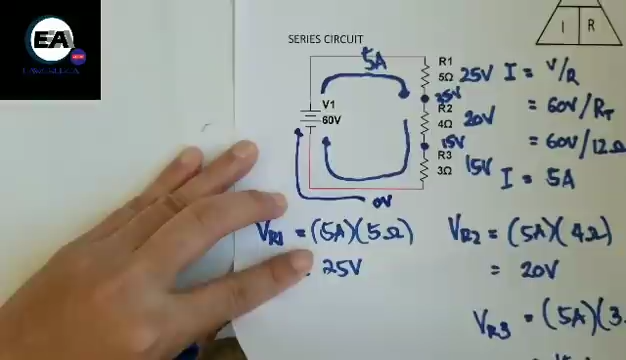 EA
SERIES CIRCUIT
I R
5A
V1
60V
R1
5Ω
25V
25V
R2
4Ω
20V
15V
R3
3Ω
15V
0V
I = V/R
= 60V/RT
= 60V/12Ω
I = 5A
VR1 = (5A)(5Ω)
= 25V
VR2 = (5A)(4Ω)
= 20V
VR3 = (5A)(3